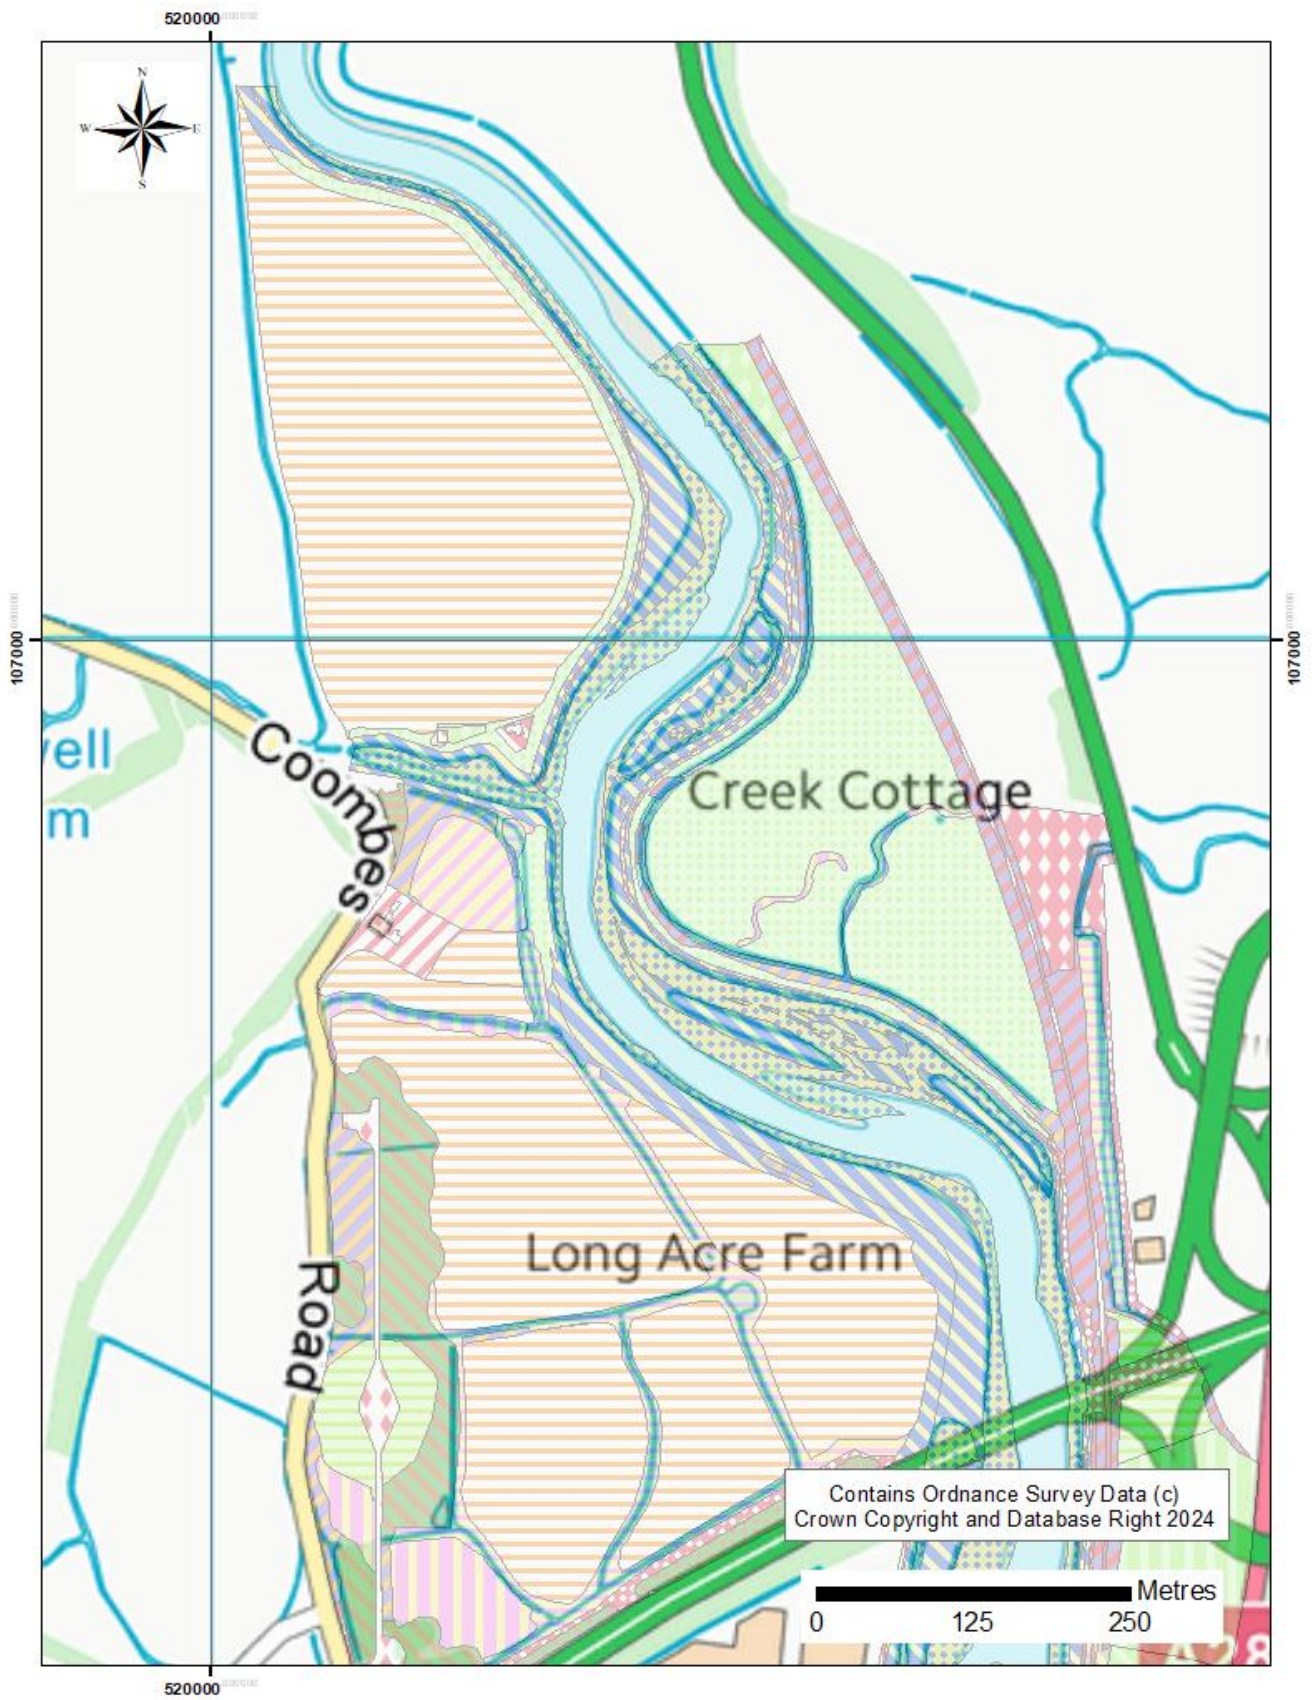 520000
N
W E
S
107000
107000
vell
m
Coombes
Creek Cottage
Long Acre Farm
Road
Contains Ordnance Survey Data (c)
Crown Copyright and Database Right 2024
Metres
0 125 250
520000